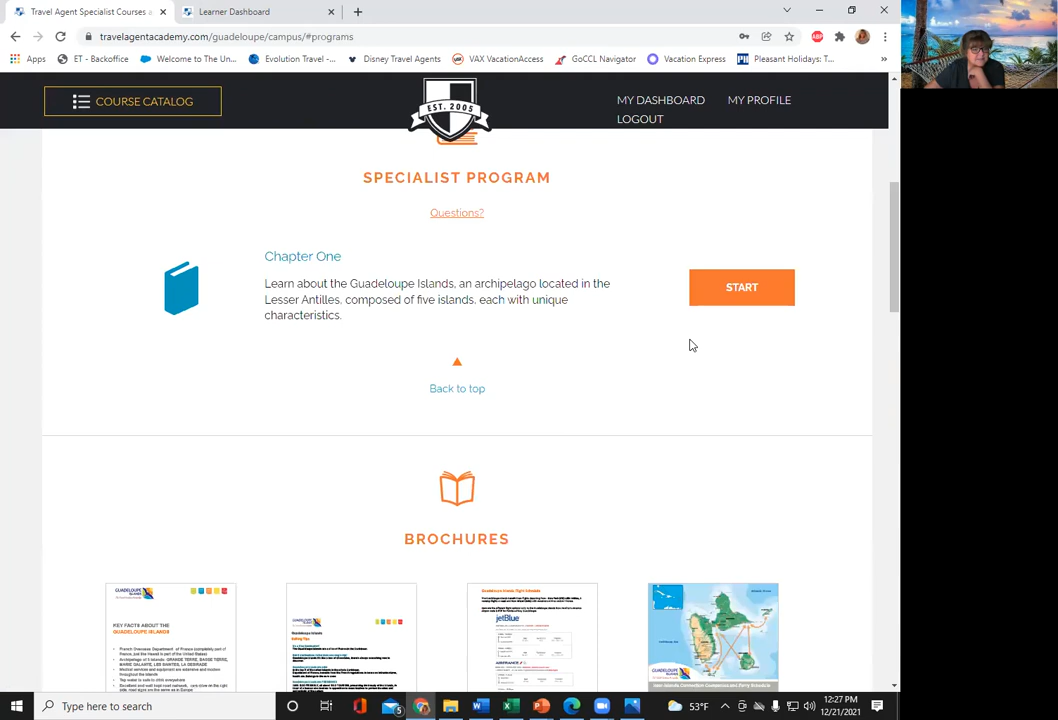 Travel Agent Specialist Courses a
Learner Dashboard
travelagentacademy.com/guadeloupe/campus/#programs
Apps
ET - Backoffice
Welcome to The Un...
Evolution Travel -...
Disney Travel Agents
VAX VacationAccess
GoCCL Navigator
Vacation Express
Pleasant Holidays: T...
COURSE CATALOG
EST. 2005
MY DASHBOARD
MY PROFILE
LOGOUT
SPECIALIST PROGRAM
Questions?
Chapter One
Learn about the Guadeloupe Islands, an archipelago located in the
Lesser Antilles, composed of five islands, each with unique
characteristics.
START
Back to top
BROCHURES
KEY FACTS ABOUT THE
GUADELOUPE ISLANDS
jetBlue
Type here to search
53°F
12:27 PM
12/21/2021